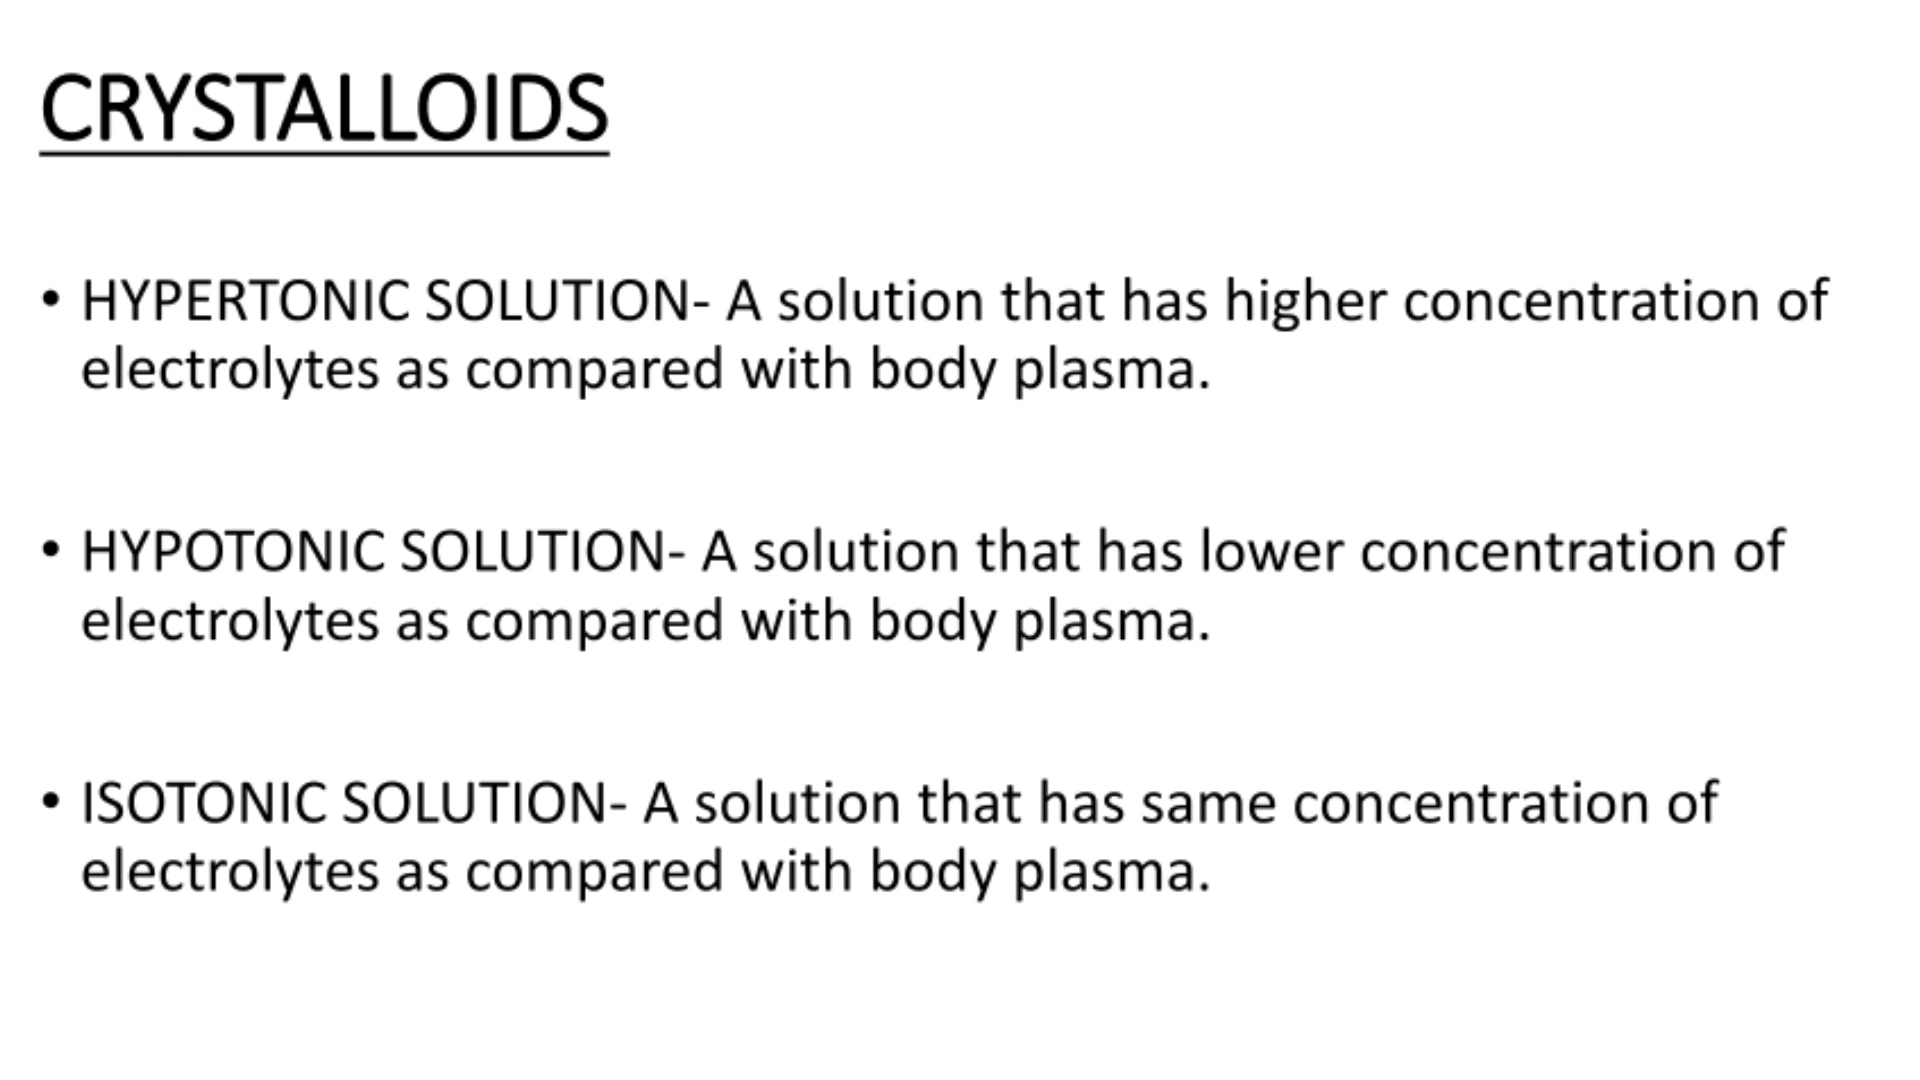 CRYSTALLOIDS
• HYPERTONIC SOLUTION- A solution that has higher concentration of
electrolytes as compared with body plasma.
• HYPOTONIC SOLUTION- A solution that has lower concentration of
electrolytes as compared with body plasma.
• ISOTONIC SOLUTION- A solution that has same concentration of
electrolytes as compared with body plasma.